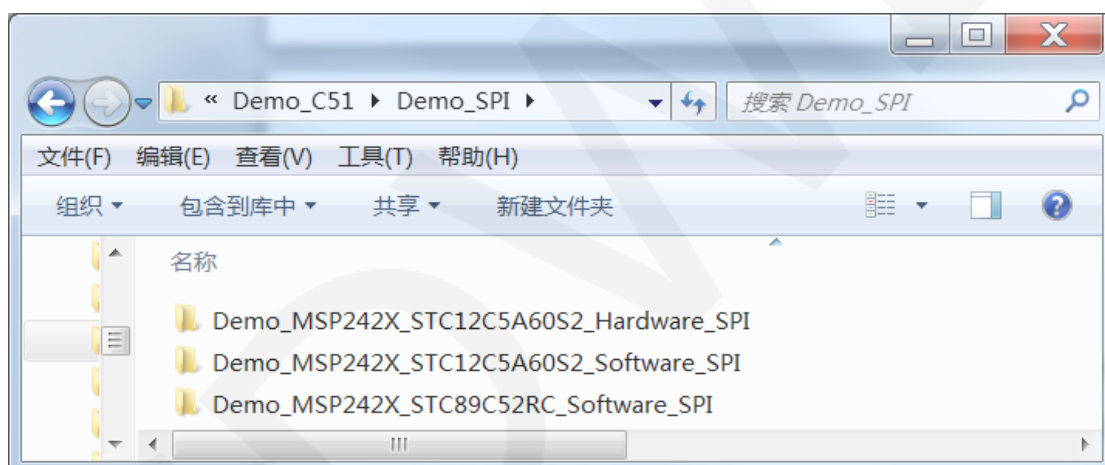 « Demo_C51 ▸ Demo_SPI ▸ 搜索 Demo_SPI
文件(F) 编辑(E) 查看(V) 工具(T) 帮助(H)
组织 包含到库中 共享 新建文件夹
名称
Demo_MSP242X_STC12C5A60S2_Hardware_SPI
Demo_MSP242X_STC12C5A60S2_Software_SPI
Demo_MSP242X_STC89C52RC_Software_SPI